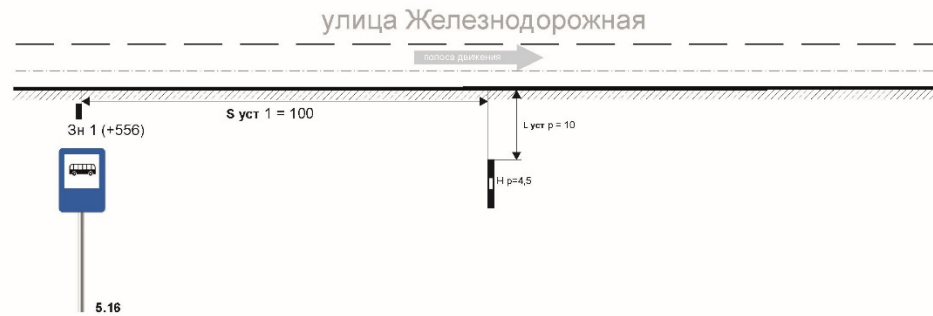 улица Железнодорожная
полоса движения
S уст 1 = 100
L уст р = 10
Зн 1 (+556)
Н р=4,5
5.16